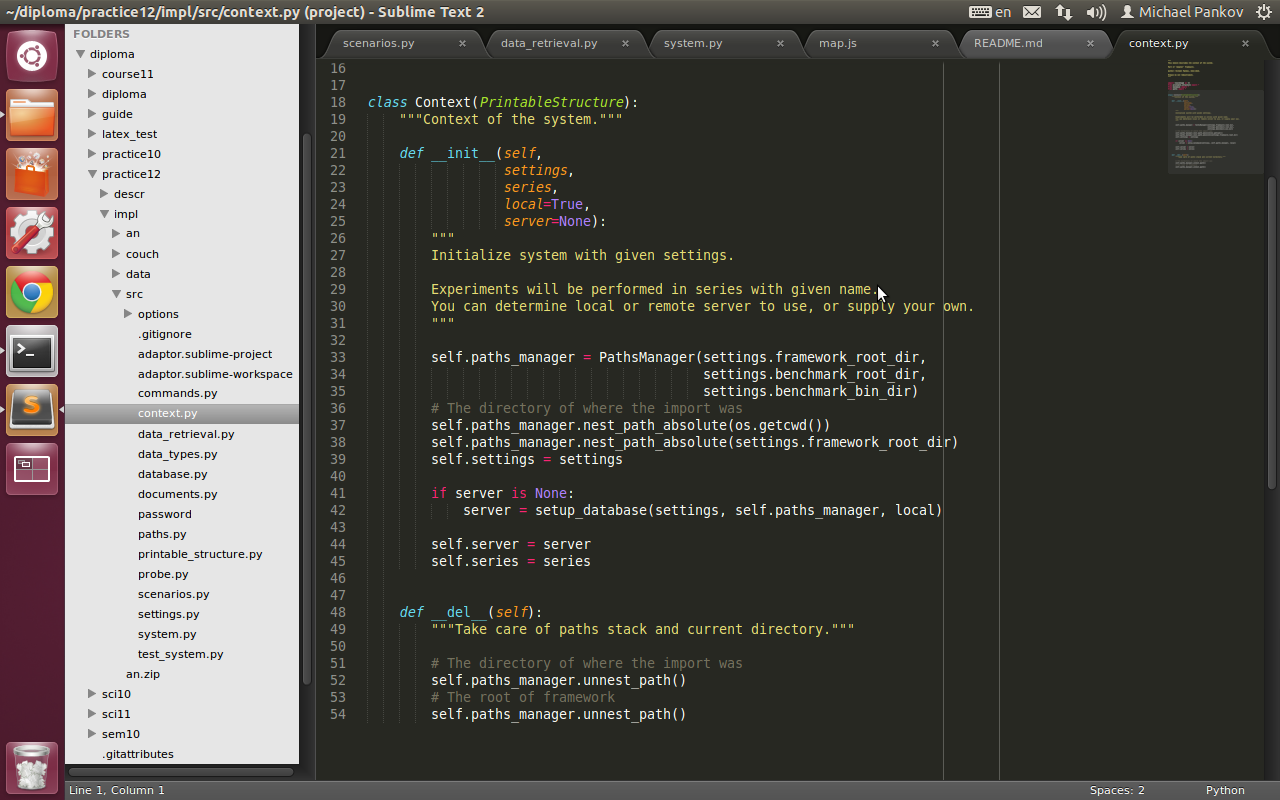 ~/diploma/practice12/impl/src/context.py (project) - Sublime Text 2
en
Michael Pankov
FOLDERS
diploma
course11
diploma
guide
latex_test
practice10
practice12
descr
impl
an
couch
data
src
options
.gitignore
adaptor.sublime-project
adaptor.sublime-workspace
commands.py
context.py
data_retrieval.py
data_types.py
database.py
documents.py
password
paths.py
printable_structure.py
probe.py
scenarios.py
settings.py
system.py
test_system.py
an.zip
sci10
sci11
sem10
.gitattributes
scenarios.py × data_retrieval.py × system.py × map.js × README.md × context.py ×
16
17
18 class Context(PrintableStructure):
19 """Context of the system."""
20
21 def __init__(self,
22 settings,
23 series,
24 local=True,
25 server=None):
26 """
27 Initialize system with given settings.
28
29 Experiments will be performed in series with given name.
30 You can determine local or remote server to use, or supply your own.
31 """
32
33 self.paths_manager = PathsManager(settings.framework_root_dir,
34 settings.benchmark_root_dir,
35 settings.benchmark_bin_dir)
36 # The directory of where the import was
37 self.paths_manager.nest_path_absolute(os.getcwd())
38 self.paths_manager.nest_path_absolute(settings.framework_root_dir)
39 self.settings = settings
40
41 if server is None:
42 server = setup_database(settings, self.paths_manager, local)
43
44 self.server = server
45 self.series = series
46
47
48 def __del__(self):
49 """Take care of paths stack and current directory."""
50
51 # The directory of where the import was
52 self.paths_manager.unnest_path()
53 # The root of framework
54 self.paths_manager.unnest_path()
Line 1, Column 1
Spaces: 2
Python